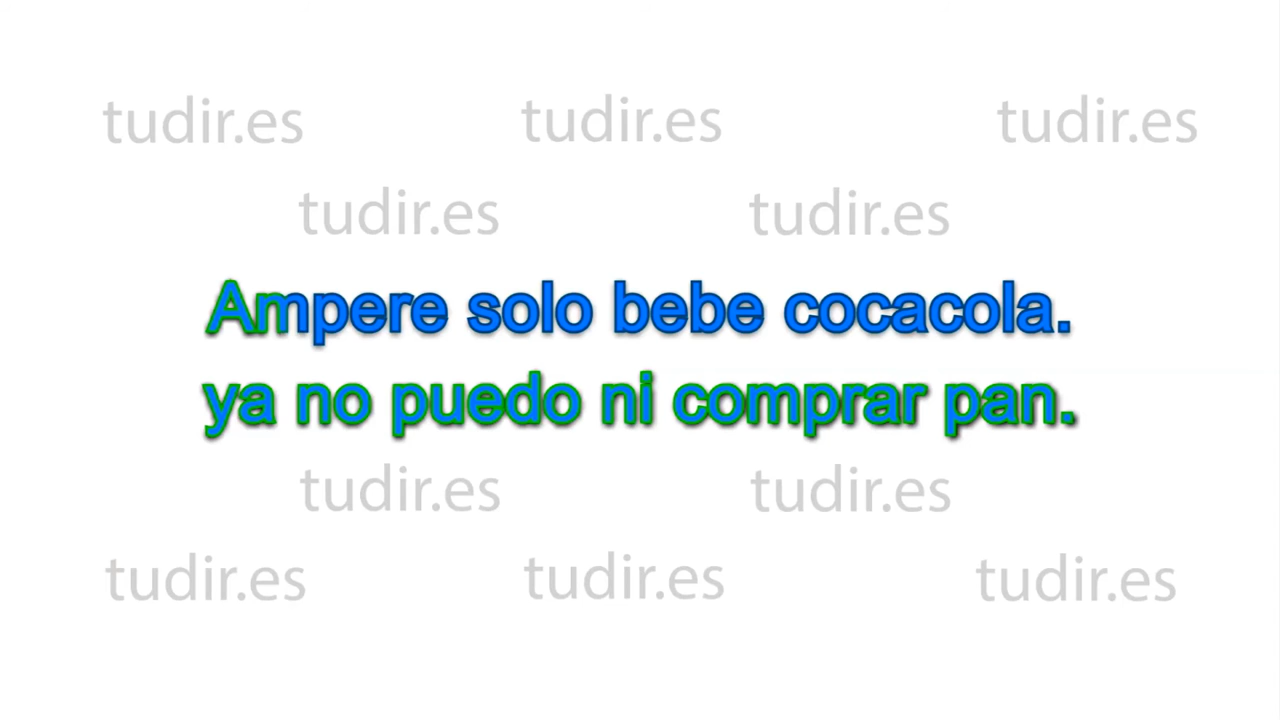 tudir.es tudir.es tudir.es
tudir.es tudir.es
Ampere solo bebe cocacola.
ya no puedo ni comprar pan.
tudir.es tudir.es
tudir.es tudir.es tudir.es